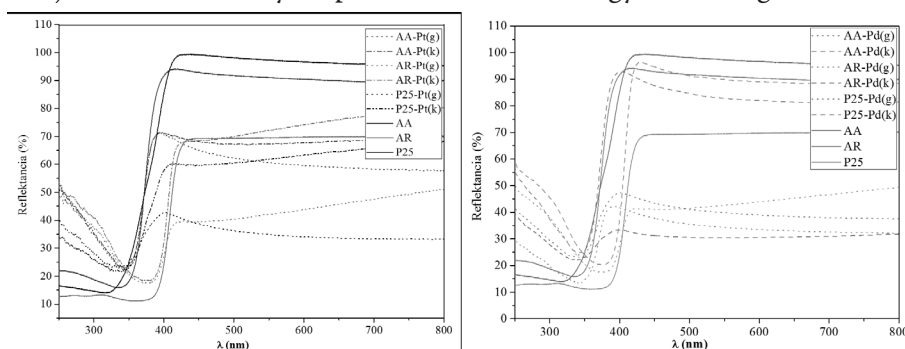 110
100
90
80
70
60
50
40
30
20
10
Reflektancia (%)
300 400 500 600 700 800
λ (nm)
AA-Pt(g)
AA-Pt(k)
AR-Pt(g)
AR-Pt(k)
P25-Pt(g)
P25-Pt(k)
AA
AR
P25
110
100
90
80
70
60
50
40
30
20
10
0
Reflektancia (%)
300 400 500 600 700 800
λ (nm)
AA-Pd(g)
AA-Pd(k)
AR-Pd(g)
AR-Pd(k)
P25-Pd(g)
P25-Pd(k)
AA
AR
P25